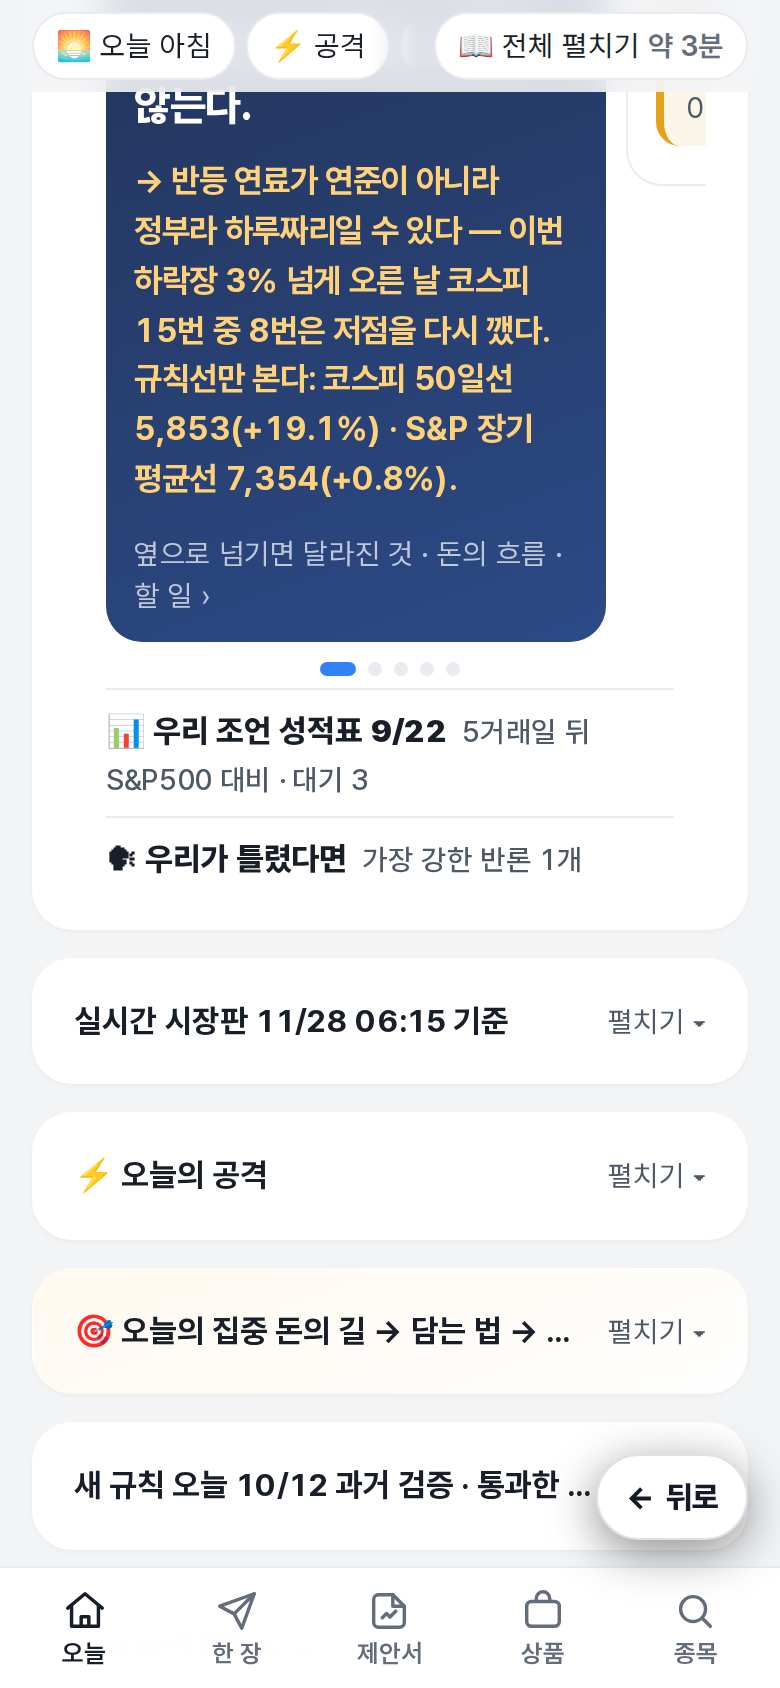 🌅 오늘 아침
⚡ 공격
📖 전체 펼치기 약 3분
않는다.
→ 반등 연료가 연준이 아니라
정부라 하루짜리일 수 있다 — 이번
하락장 3% 넘게 오른 날 코스피
15번 중 8번은 저점을 다시 깼다.
규칙선만 본다: 코스피 50일선
5,853(+19.1%) · S&P 장기
평균선 7,354(+0.8%).
옆으로 넘기면 달라진 것 · 돈의 흐름 ·
할 일 ›
0
📊 우리 조언 성적표 9/22 5거래일 뒤
S&P500 대비 · 대기 3
🗣 우리가 틀렸다면 가장 강한 반론 1개
실시간 시장판 11/28 06:15 기준 펼치기
⚡ 오늘의 공격 펼치기
🎯 오늘의 집중 돈의 길 → 담는 법 → ... 펼치기
새 규칙 오늘 10/12 과거 검증 · 통과한 ...
← 뒤로
오늘
한 장
제안서
상품
종목